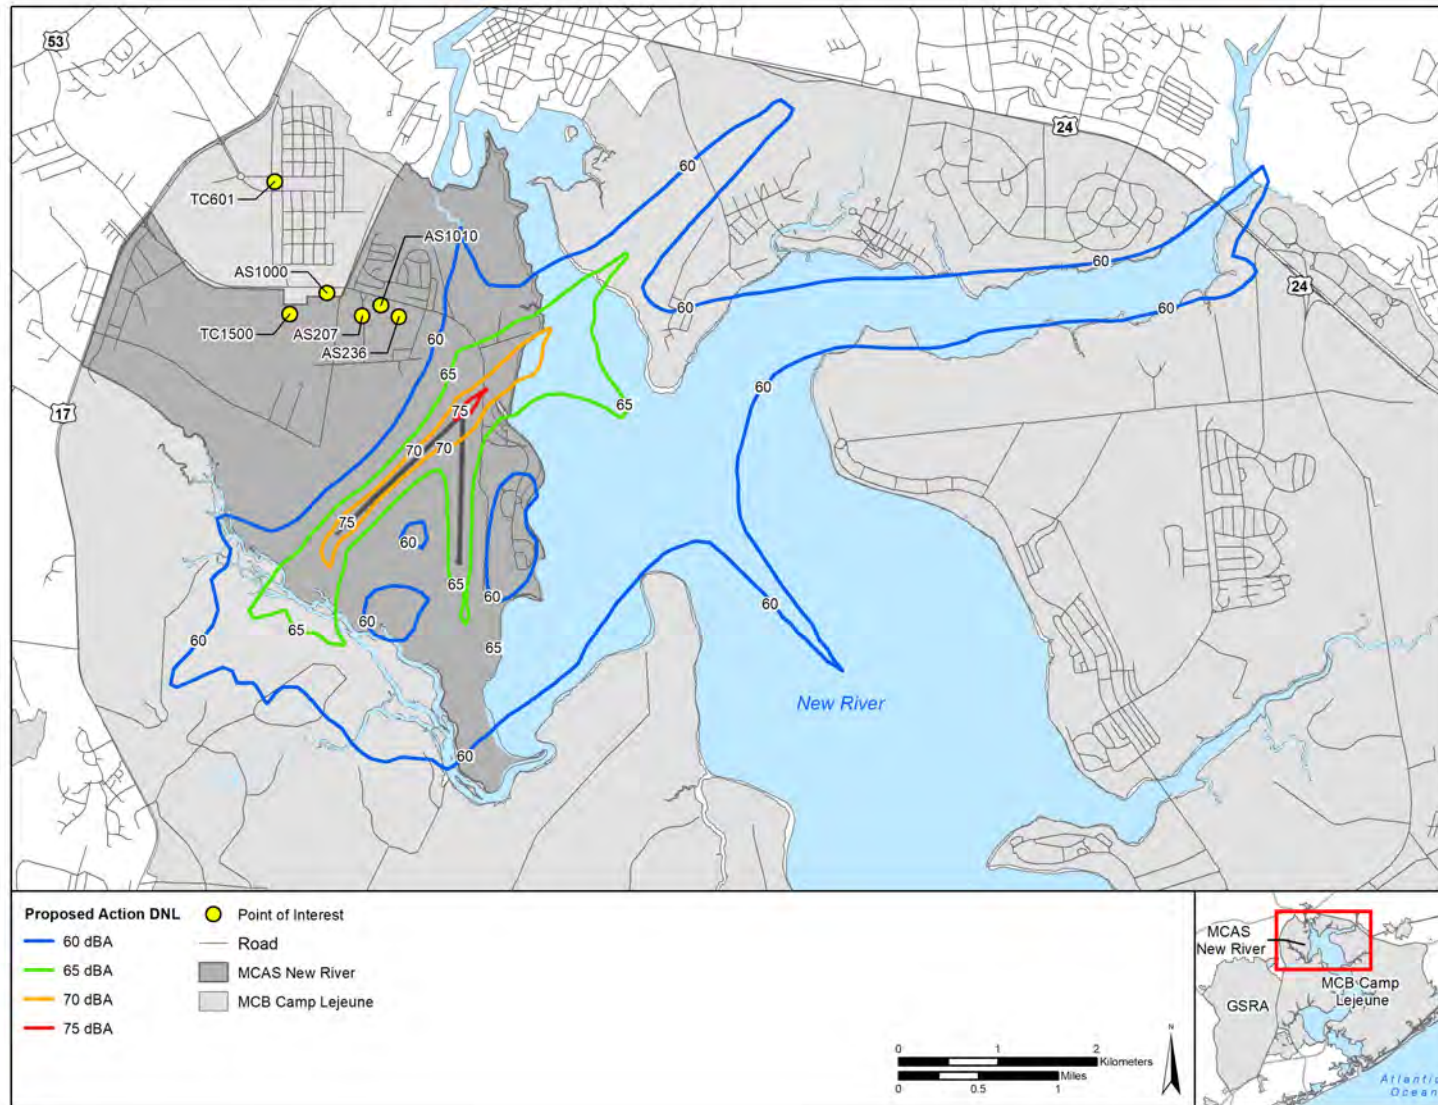 53
24
60
TC601
AS1010
60
AS1000
24
60
60
TC1500
AS207
AS236
60
65
60
65
60
17
75
70
70
75
60
65
60
60
60
65
60
65
60
New River
60
Proposed Action DNL
60 dBA
65 dBA
70 dBA
75 dBA
Point of Interest
Road
MCAS New River
MCB Camp Lejeune
0
1
2
Kilometers
Miles
0
0.5
1
N
MCAS
New River
MCB Camp
Lejeune
GSRA
Atlantic
Ocean